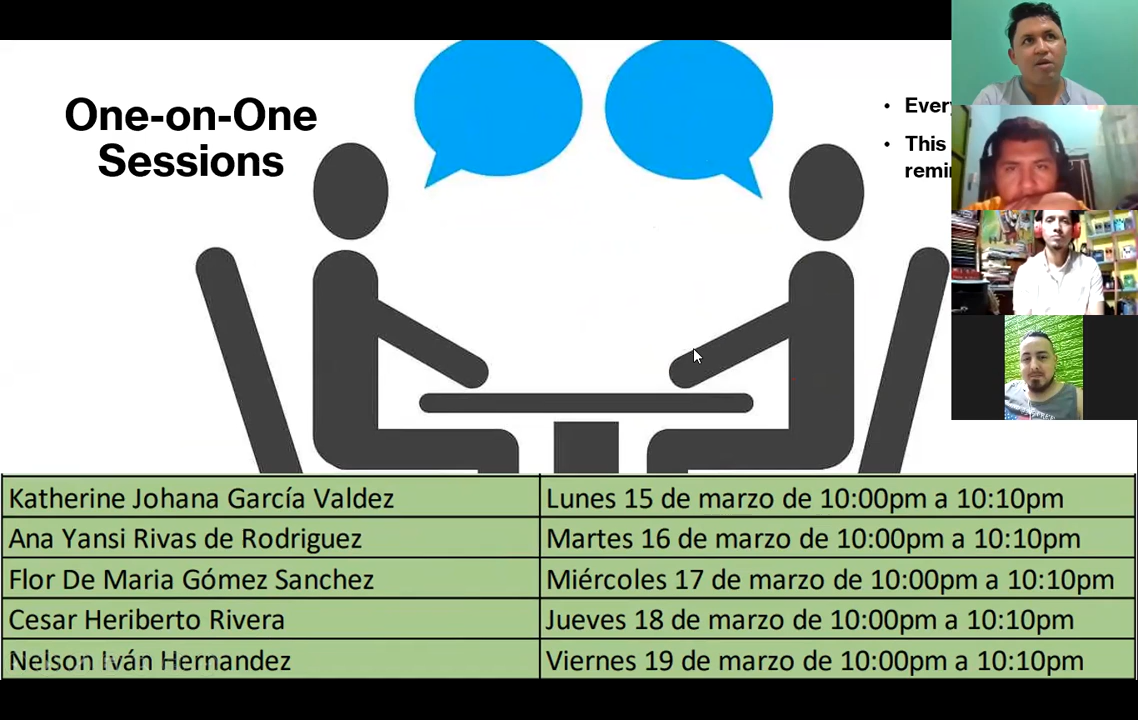 One-on-One
Sessions
• Ever
• This
remin
Katherine Johana García Valdez Lunes 15 de marzo de 10:00pm a 10:10pm
Ana Yansi Rivas de Rodriguez Martes 16 de marzo de 10:00pm a 10:10pm
Flor De Maria Gómez Sanchez Miércoles 17 de marzo de 10:00pm a 10:10pm
Cesar Heriberto Rivera Jueves 18 de marzo de 10:00pm a 10:10pm
Nelson Iván Hernandez Viernes 19 de marzo de 10:00pm a 10:10pm